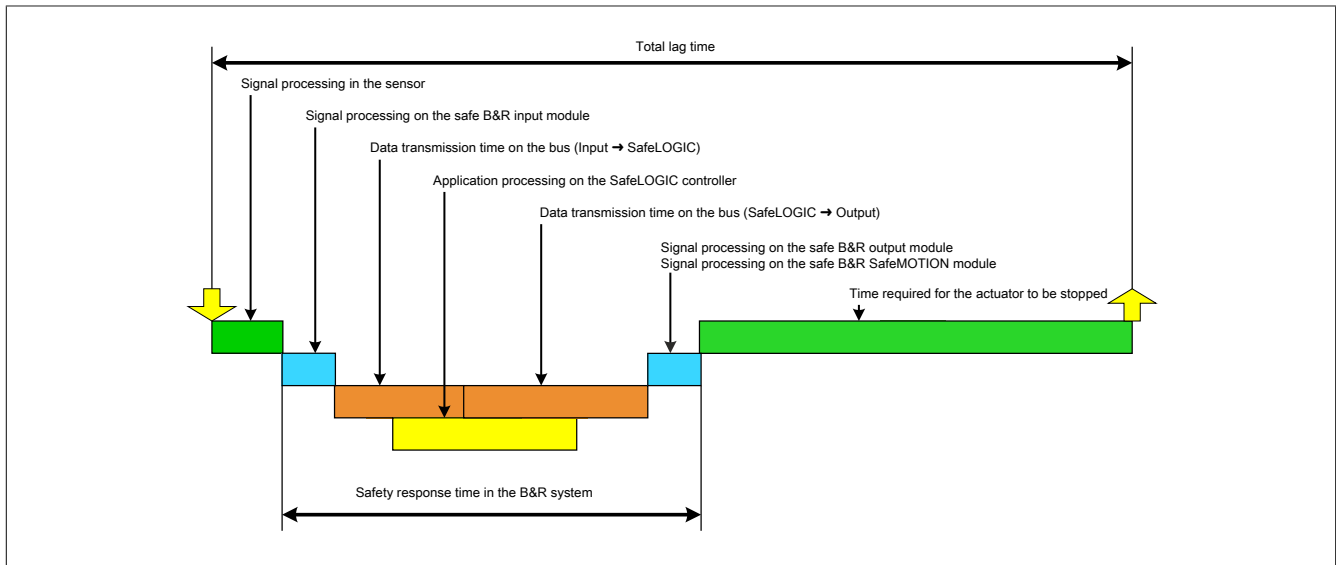 Total lag time
Signal processing in the sensor
Signal processing on the safe B&R input module
Data transmission time on the bus (Input ➜ SafeLOGIC)
Application processing on the SafeLOGIC controller
Data transmission time on the bus (SafeLOGIC ➜ Output)
Signal processing on the safe B&R output module
Signal processing on the safe B&R SafeMOTION module
Time required for the actuator to be stopped
Safety response time in the B&R system